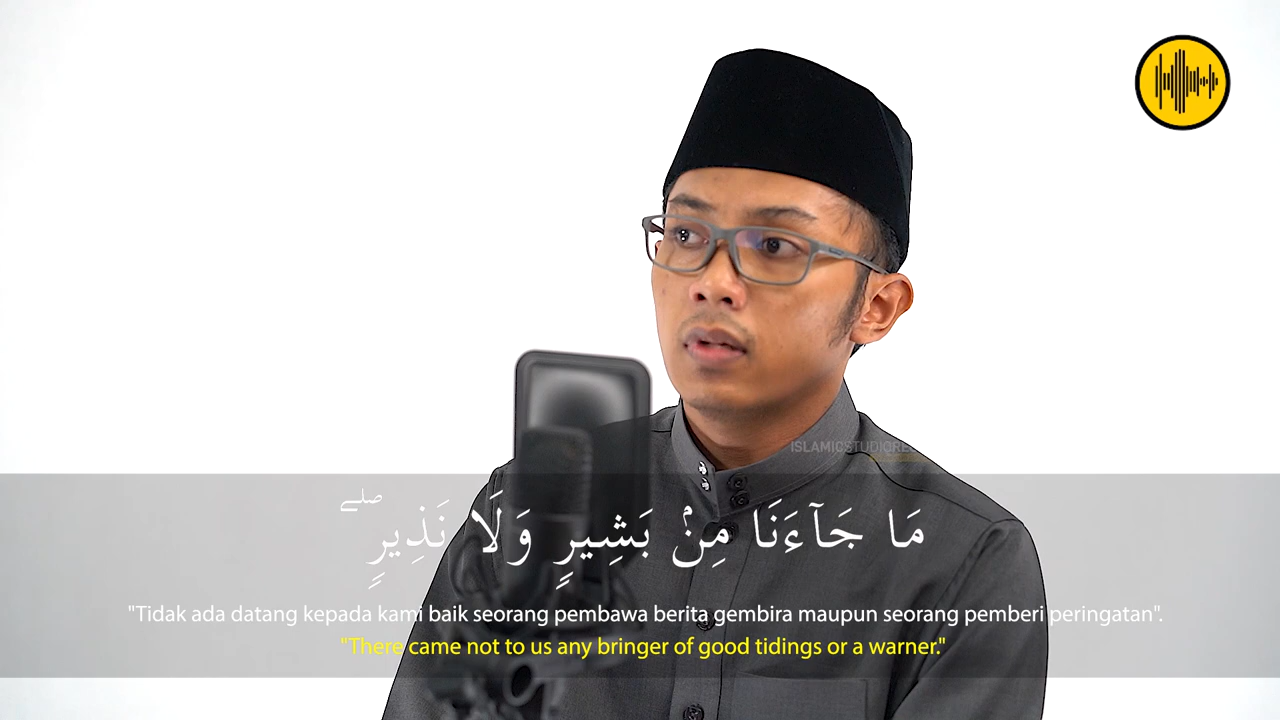 ISLAMICSTUDIOREC
مَا جَآءَنَا مِنۢ بَشِيرٍ وَلَا نَذِيرٍ ۖ
"Tidak ada datang kepada kami baik seorang pembawa berita gembira maupun seorang pemberi peringatan".
"There came not to us any bringer of good tidings or a warner."